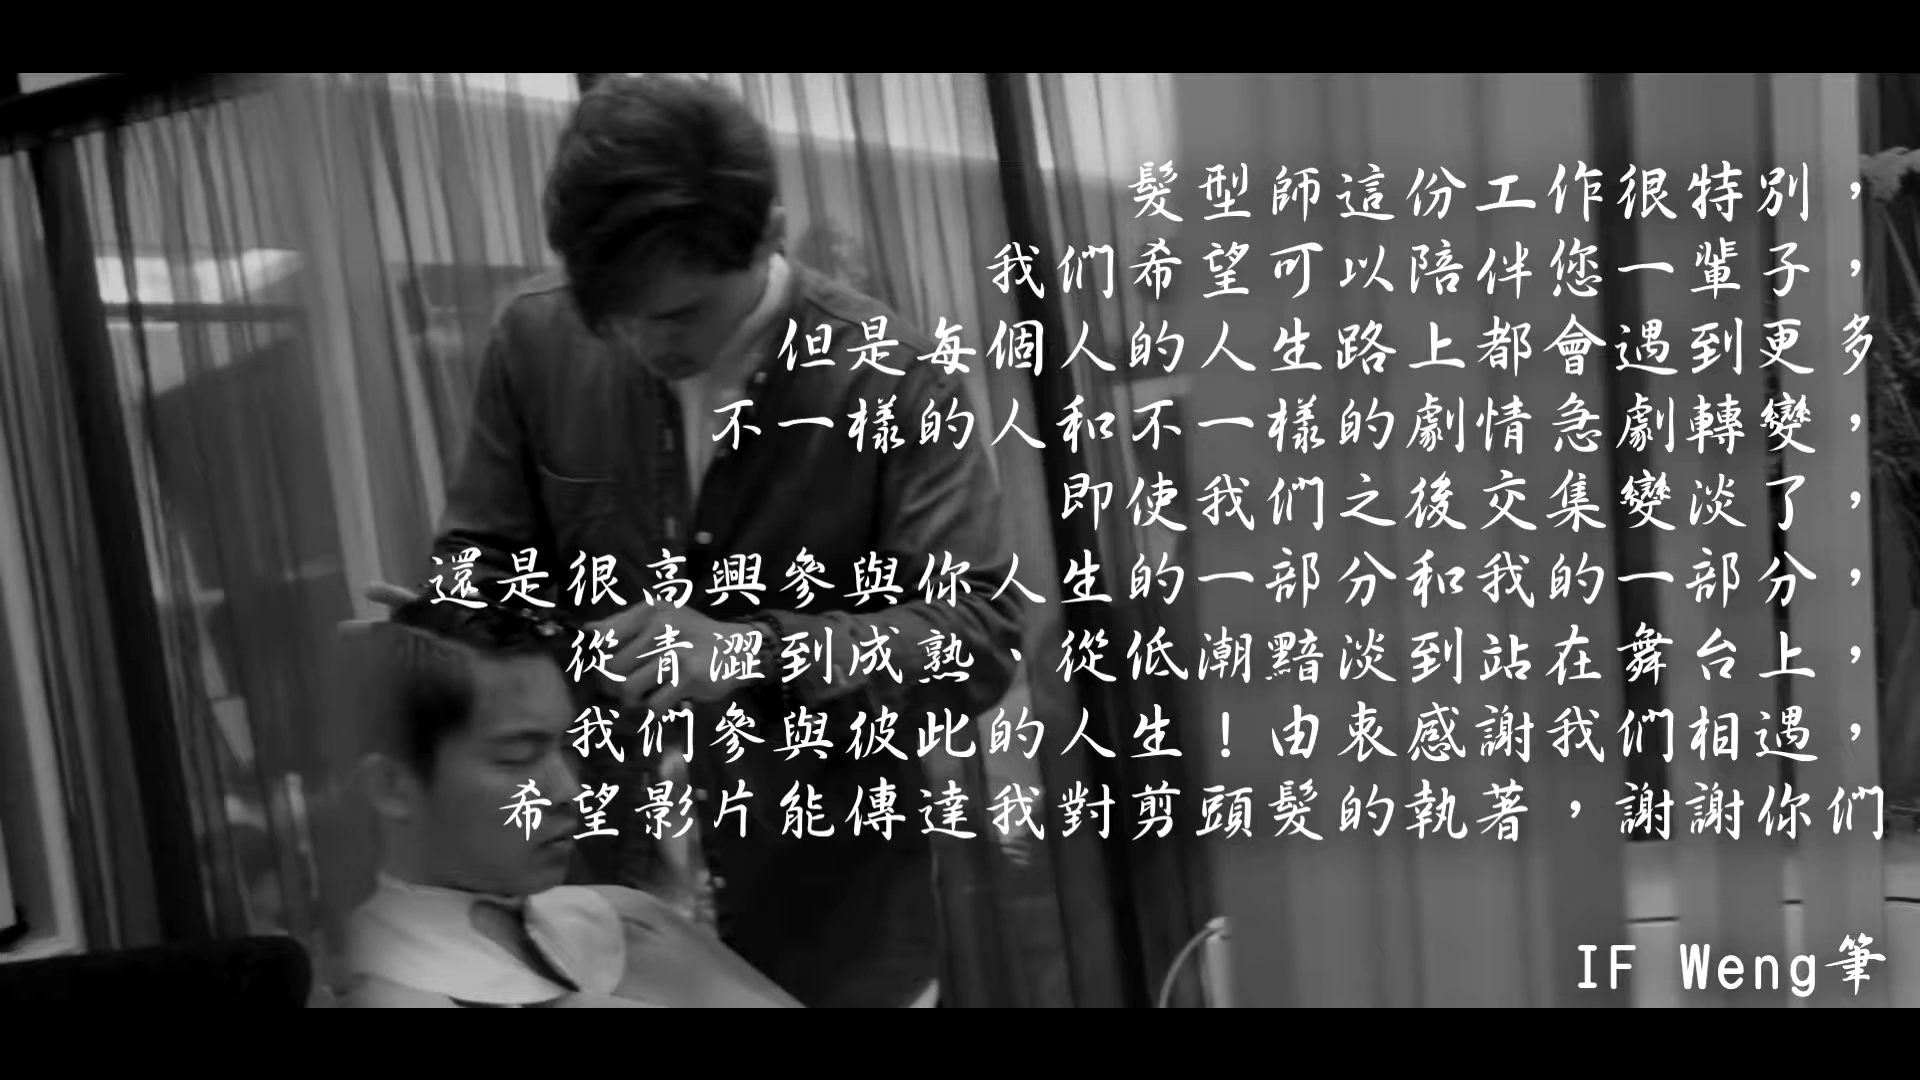 髮型師這份工作很特別，
我們希望可以陪伴您一輩子，
但是每個人的人生路上都會遇到更多
不一樣的人和不一樣的劇情急劇轉變，
即使我們之後交集變淡了，
還是很高興參與你人生的一部分和我的一部分，
從青澀到成熟、從低潮黯淡到站在舞台上，
我們參與彼此的人生！由衷感謝我們相遇，
希望影片能傳達我對剪頭髮的執著，謝謝你們
IF Weng筆